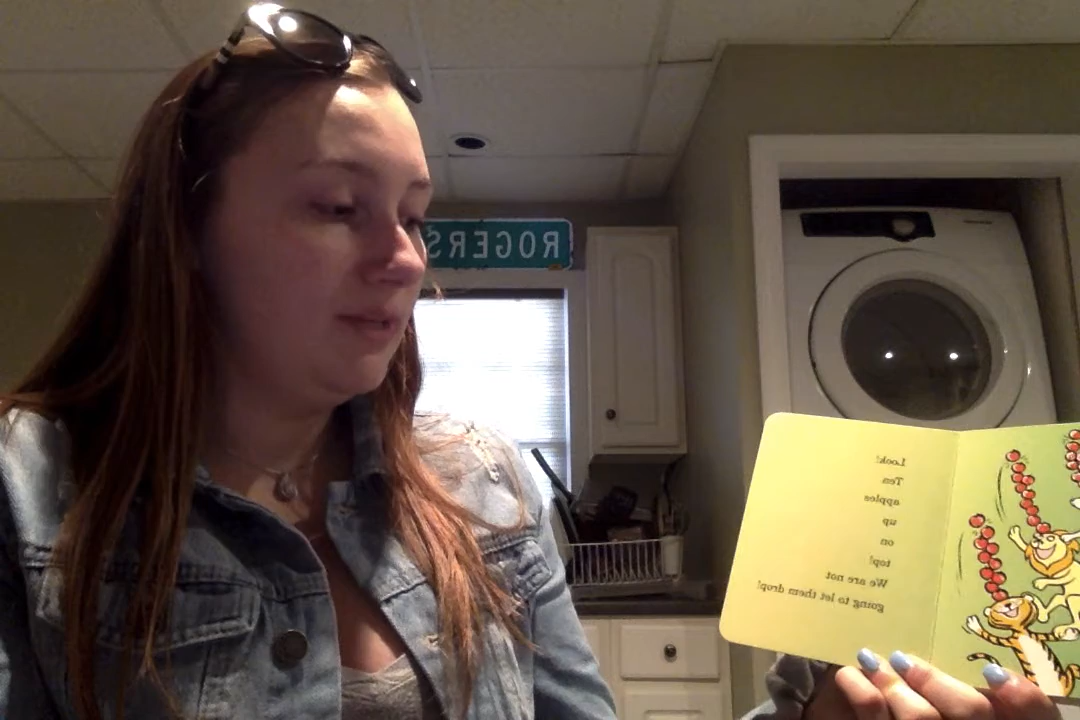 ROGERS
Look!
Ten
apples
up
on
top!
We are not
going to let them drop!